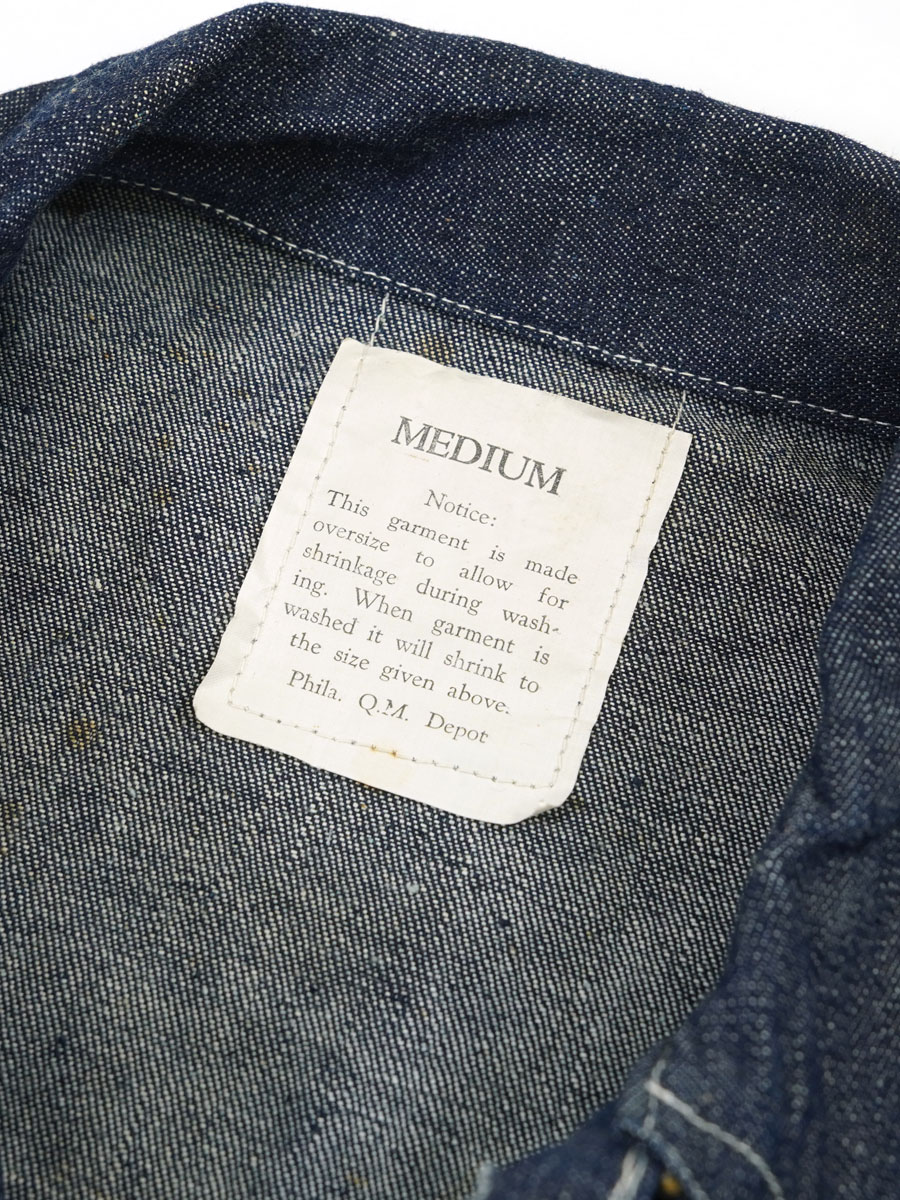 MEDIUM
Notice:
This garment is made
oversize to allow for
shrinkage during wash-
ing. When garment is
washed it will shrink to
the size given above.
Phila. Q.M. Depot